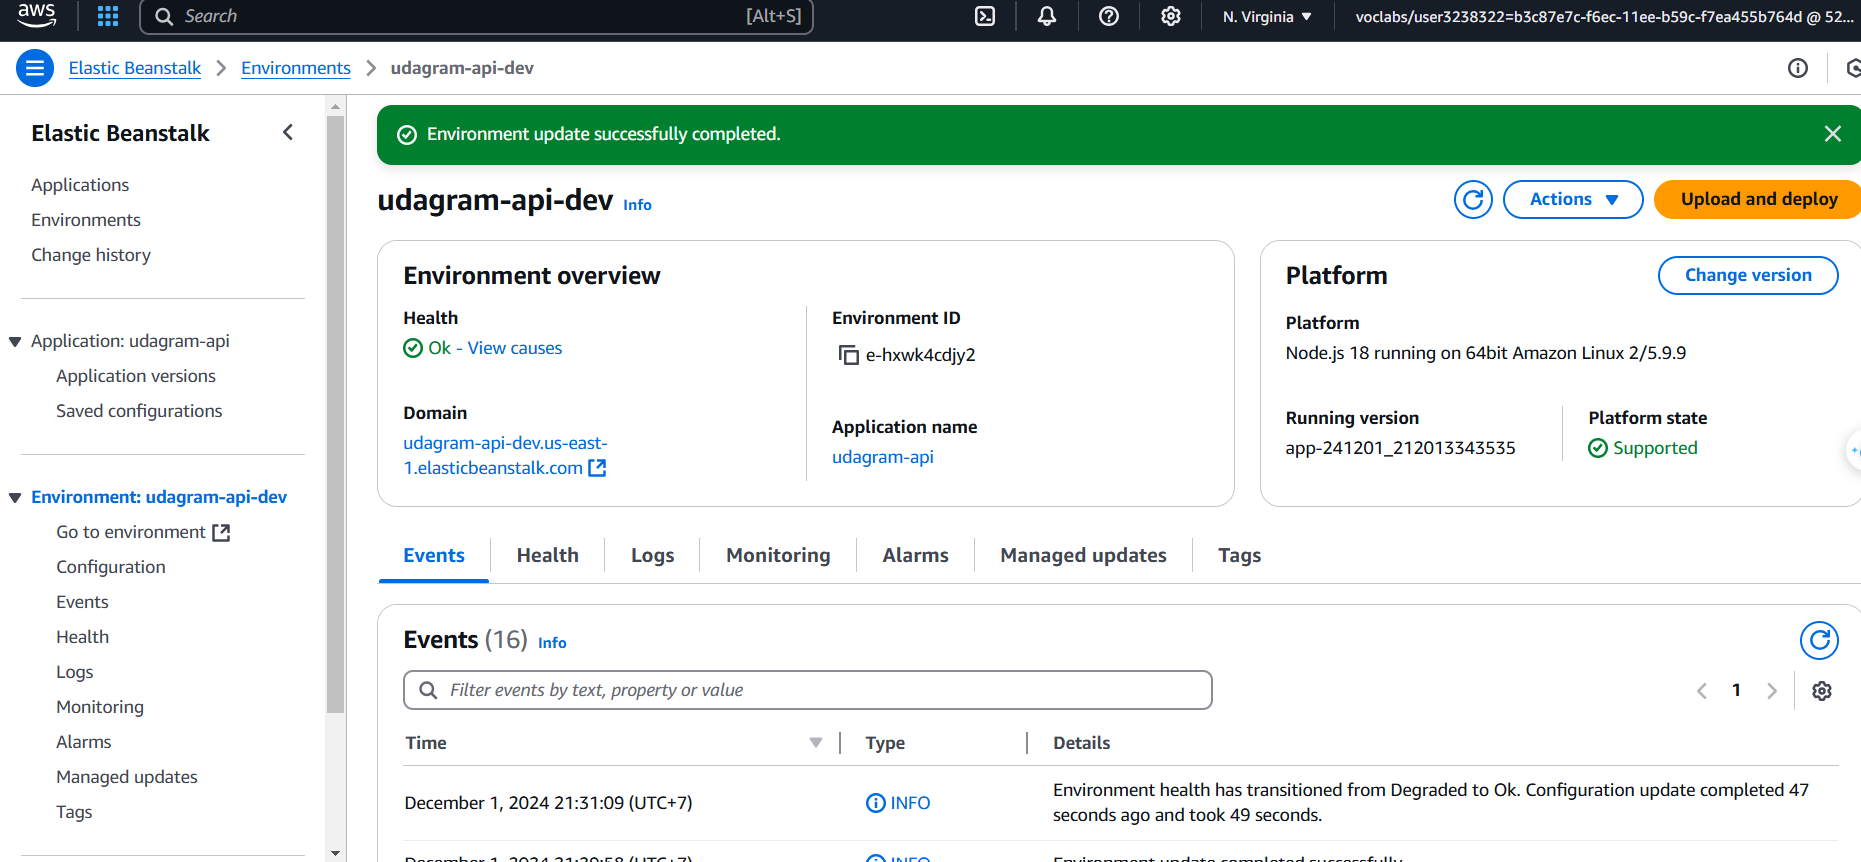 aws
Search
[Alt+S]
N. Virginia
voclabs/user3238322=b3c87e7c-f6ec-11ee-b59c-f7ea455b764d @ 52...
Elastic Beanstalk
Environments
udagram-api-dev
Elastic Beanstalk
Applications
Environments
Change history
Application: udagram-api
Application versions
Saved configurations
Environment: udagram-api-dev
Go to environment
Configuration
Events
Health
Logs
Monitoring
Alarms
Managed updates
Tags
Environment update successfully completed.
udagram-api-dev Info
Actions
Upload and deploy
Environment overview
Health
Ok - View causes
Domain
udagram-api-dev.us-east-
1.elasticbeanstalk.com
Environment ID
e-hxwk4cdjy2
Application name
udagram-api
Platform
Change version
Platform
Node.js 18 running on 64bit Amazon Linux 2/5.9.9
Running version
app-241201_212013343535
Platform state
Supported
Events
Health
Logs
Monitoring
Alarms
Managed updates
Tags
Events (16) Info
Filter events by text, property or value
1
Time
Type
Details
December 1, 2024 21:31:09 (UTC+7)
INFO
Environment health has transitioned from Degraded to Ok. Configuration update completed 47
seconds ago and took 49 seconds.
INFO
Environment update completed successfully.